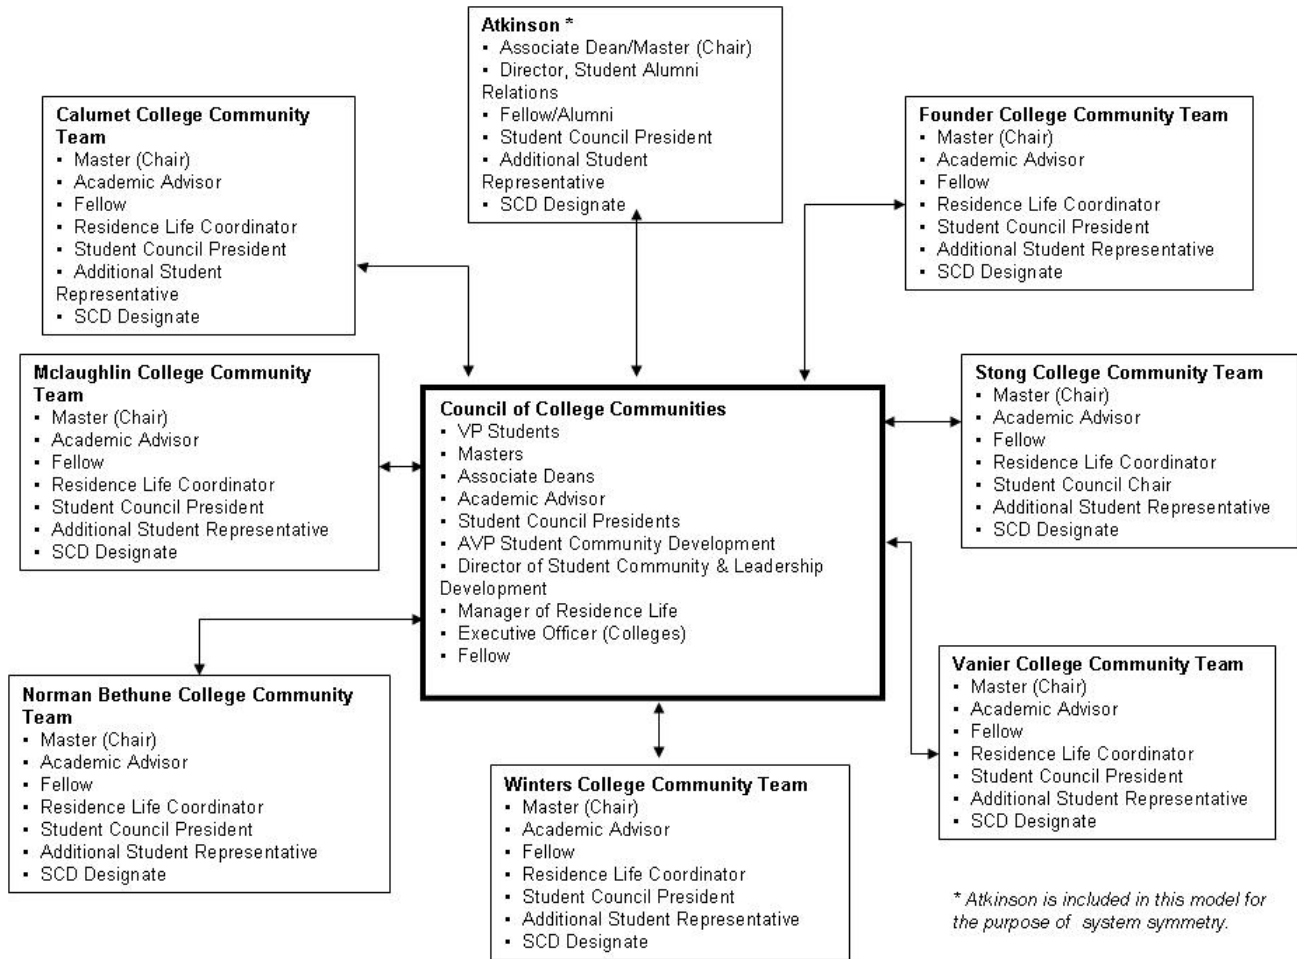 Atkinson *
▪ Associate Dean/Master (Chair)
▪ Director, Student Alumni
Relations
▪ Fellow/Alumni
▪ Student Council President
▪ Additional Student
Representative
▪ SCD Designate
Calumet College Community
Team
▪ Master (Chair)
▪ Academic Advisor
▪ Fellow
▪ Residence Life Coordinator
▪ Student Council President
▪ Additional Student
Representative
▪ SCD Designate
Founder College Community Team
▪ Master (Chair)
▪ Academic Advisor
▪ Fellow
▪ Residence Life Coordinator
▪ Student Council President
▪ Additional Student Representative
▪ SCD Designate
Mclaughlin College Community
Team
▪ Master (Chair)
▪ Academic Advisor
▪ Fellow
▪ Residence Life Coordinator
▪ Student Council President
▪ Additional Student Representative
▪ SCD Designate
Council of College Communities
▪ VP Students
▪ Masters
▪ Associate Deans
▪ Academic Advisor
▪ Student Council Presidents
▪ AVP Student Community Development
▪ Director of Student Community & Leadership
Development
▪ Manager of Residence Life
▪ Executive Officer (Colleges)
▪ Fellow
Stong College Community Team
▪ Master (Chair)
▪ Academic Advisor
▪ Fellow
▪ Residence Life Coordinator
▪ Student Council Chair
▪ Additional Student Representative
▪ SCD Designate
Norman Bethune College Community
Team
▪ Master (Chair)
▪ Academic Advisor
▪ Fellow
▪ Residence Life Coordinator
▪ Student Council President
▪ Additional Student Representative
▪ SCD Designate
Vanier College Community Team
▪ Master (Chair)
▪ Academic Advisor
▪ Fellow
▪ Residence Life Coordinator
▪ Student Council President
▪ Additional Student Representative
▪ SCD Designate
Winters College Community Team
▪ Master (Chair)
▪ Academic Advisor
▪ Fellow
▪ Residence Life Coordinator
▪ Student Council President
▪ Additional Student Representative
▪ SCD Designate
* Atkinson is included in this model for
the purpose of system symmetry.